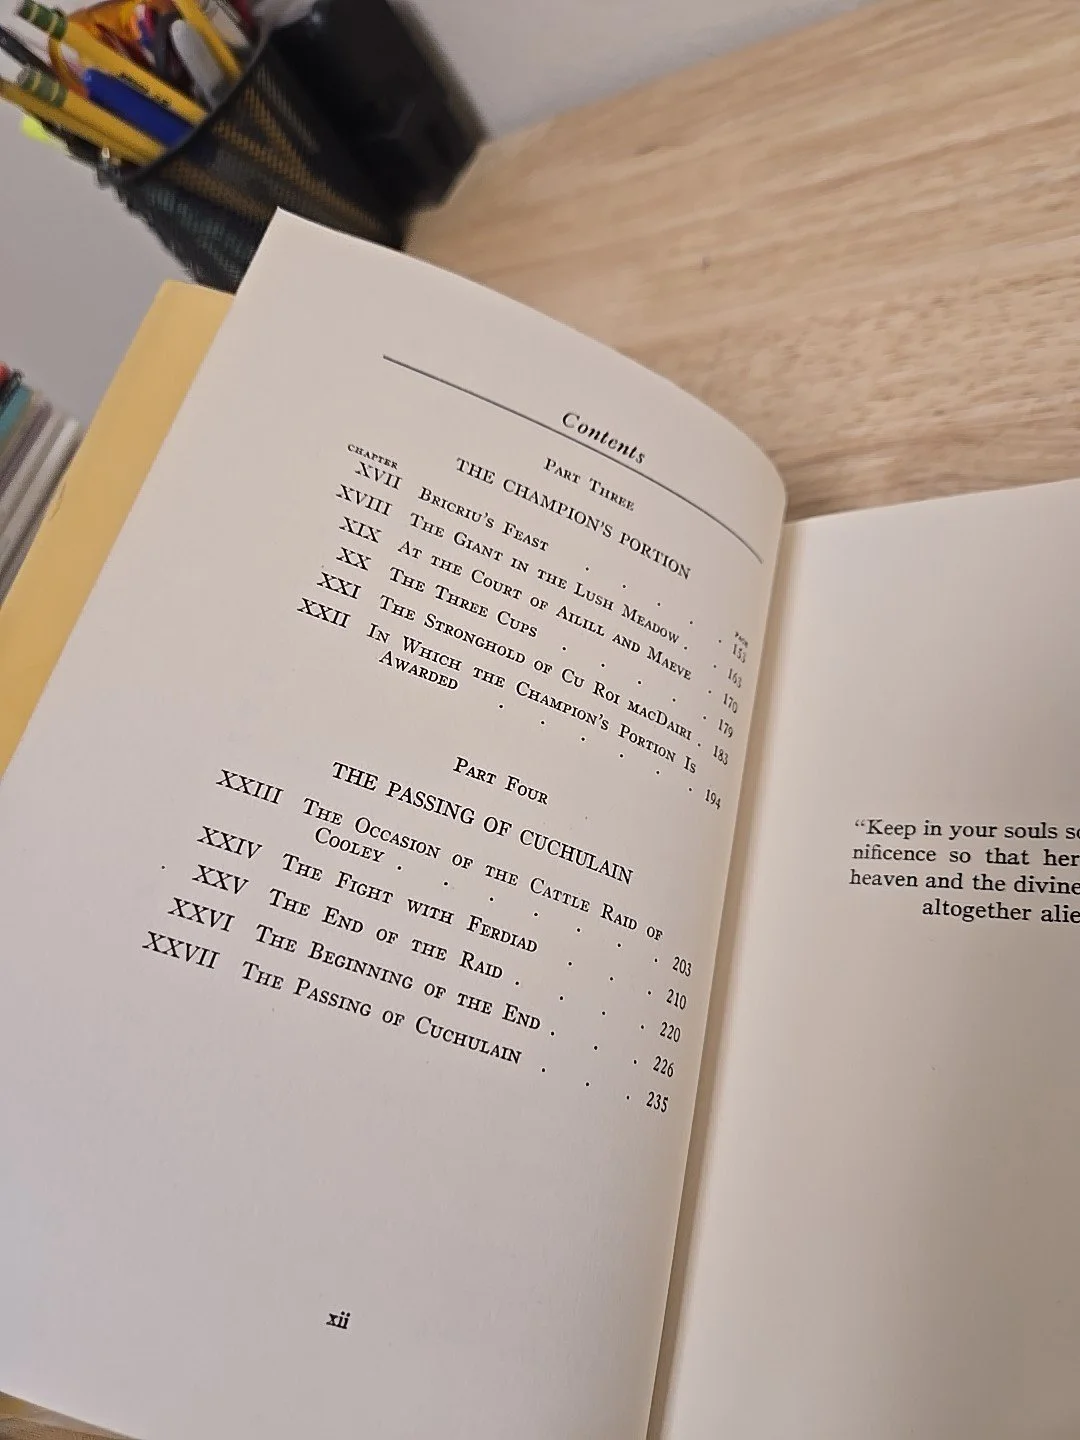 Contents
PART THREE
THE CHAMPION'S PORTION
CHAPTER PAGE
XVII BRICRIU'S FEAST . . . . . 153
XVIII THE GIANT IN THE LUSH MEADOW . . 163
XIX AT THE COURT OF AILILL AND MAEVE . 170
XX THE THREE CUPS . . . . . 179
XXI THE STRONGHOLD OF CU ROI MACDAIRI . 183
XXII IN WHICH THE CHAMPION'S PORTION IS
AWARDED . . . . . . 194
PART FOUR
THE PASSING OF CUCHULAIN
XXIII THE OCCASION OF THE CATTLE RAID OF
COOLEY . . . . . . . 203
XXIV THE FIGHT WITH FERDIAD . . . 210
XXV THE END OF THE RAID . . . . 220
XXVI THE BEGINNING OF THE END . . . 226
XXVII THE PASSING OF CUCHULAIN . . . 235
xii
“Keep in your souls
nificence so that her
heaven and the divine
altogether